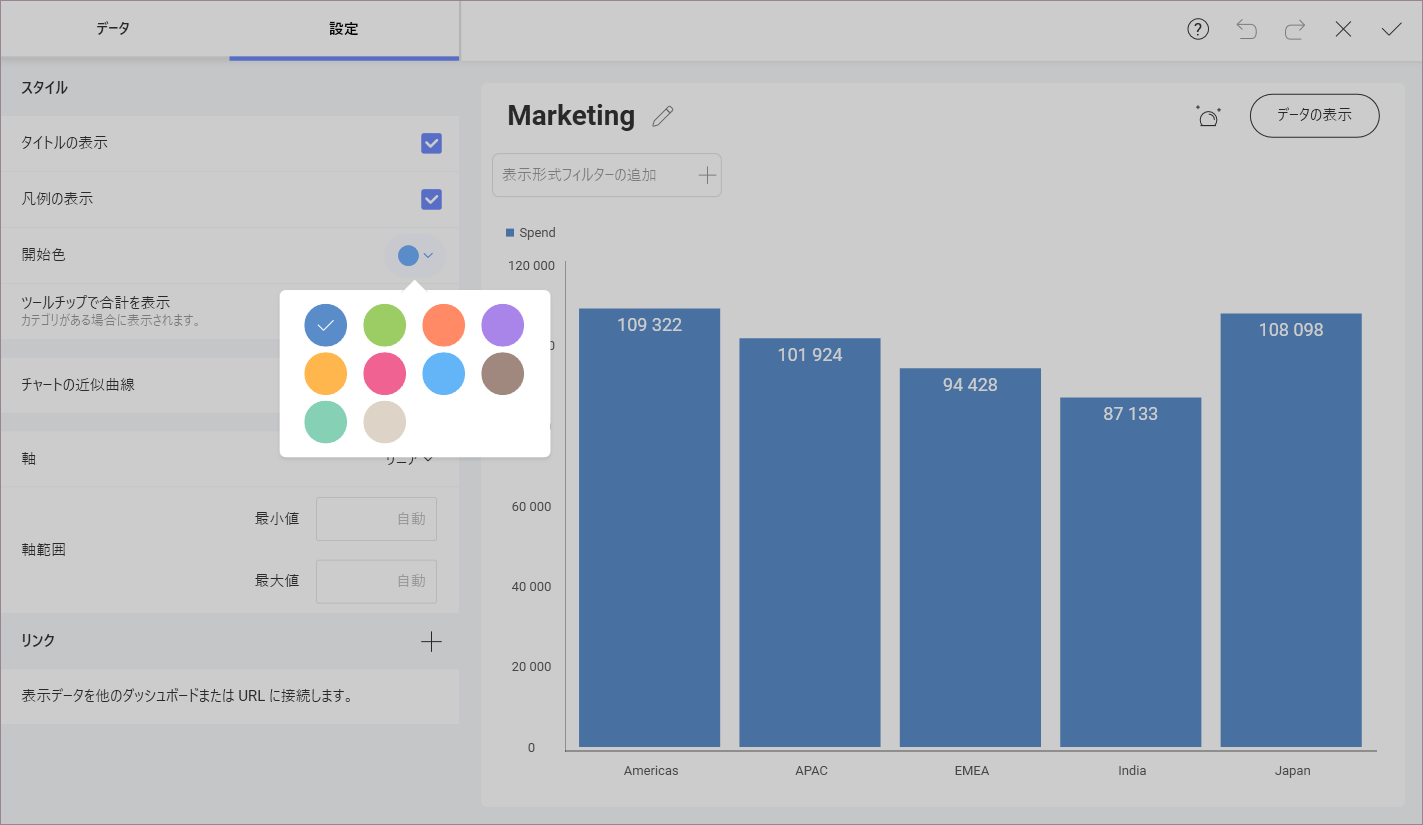 データ
設定
スタイル
タイトルの表示
凡例の表示
開始色
ツールチップで合計を表示
カテゴリがある場合に表示されます。
チャートの近似曲線
軸
リニア
軸範囲
最小値
自動
最大値
自動
リンク
表示データを他のダッシュボードまたは URL に接続します。
Marketing
データの表示
表示形式フィルターの追加
Spend
120 000
60 000
40 000
20 000
0
109 322
101 924
94 428
87 133
108 098
Americas
APAC
EMEA
India
Japan